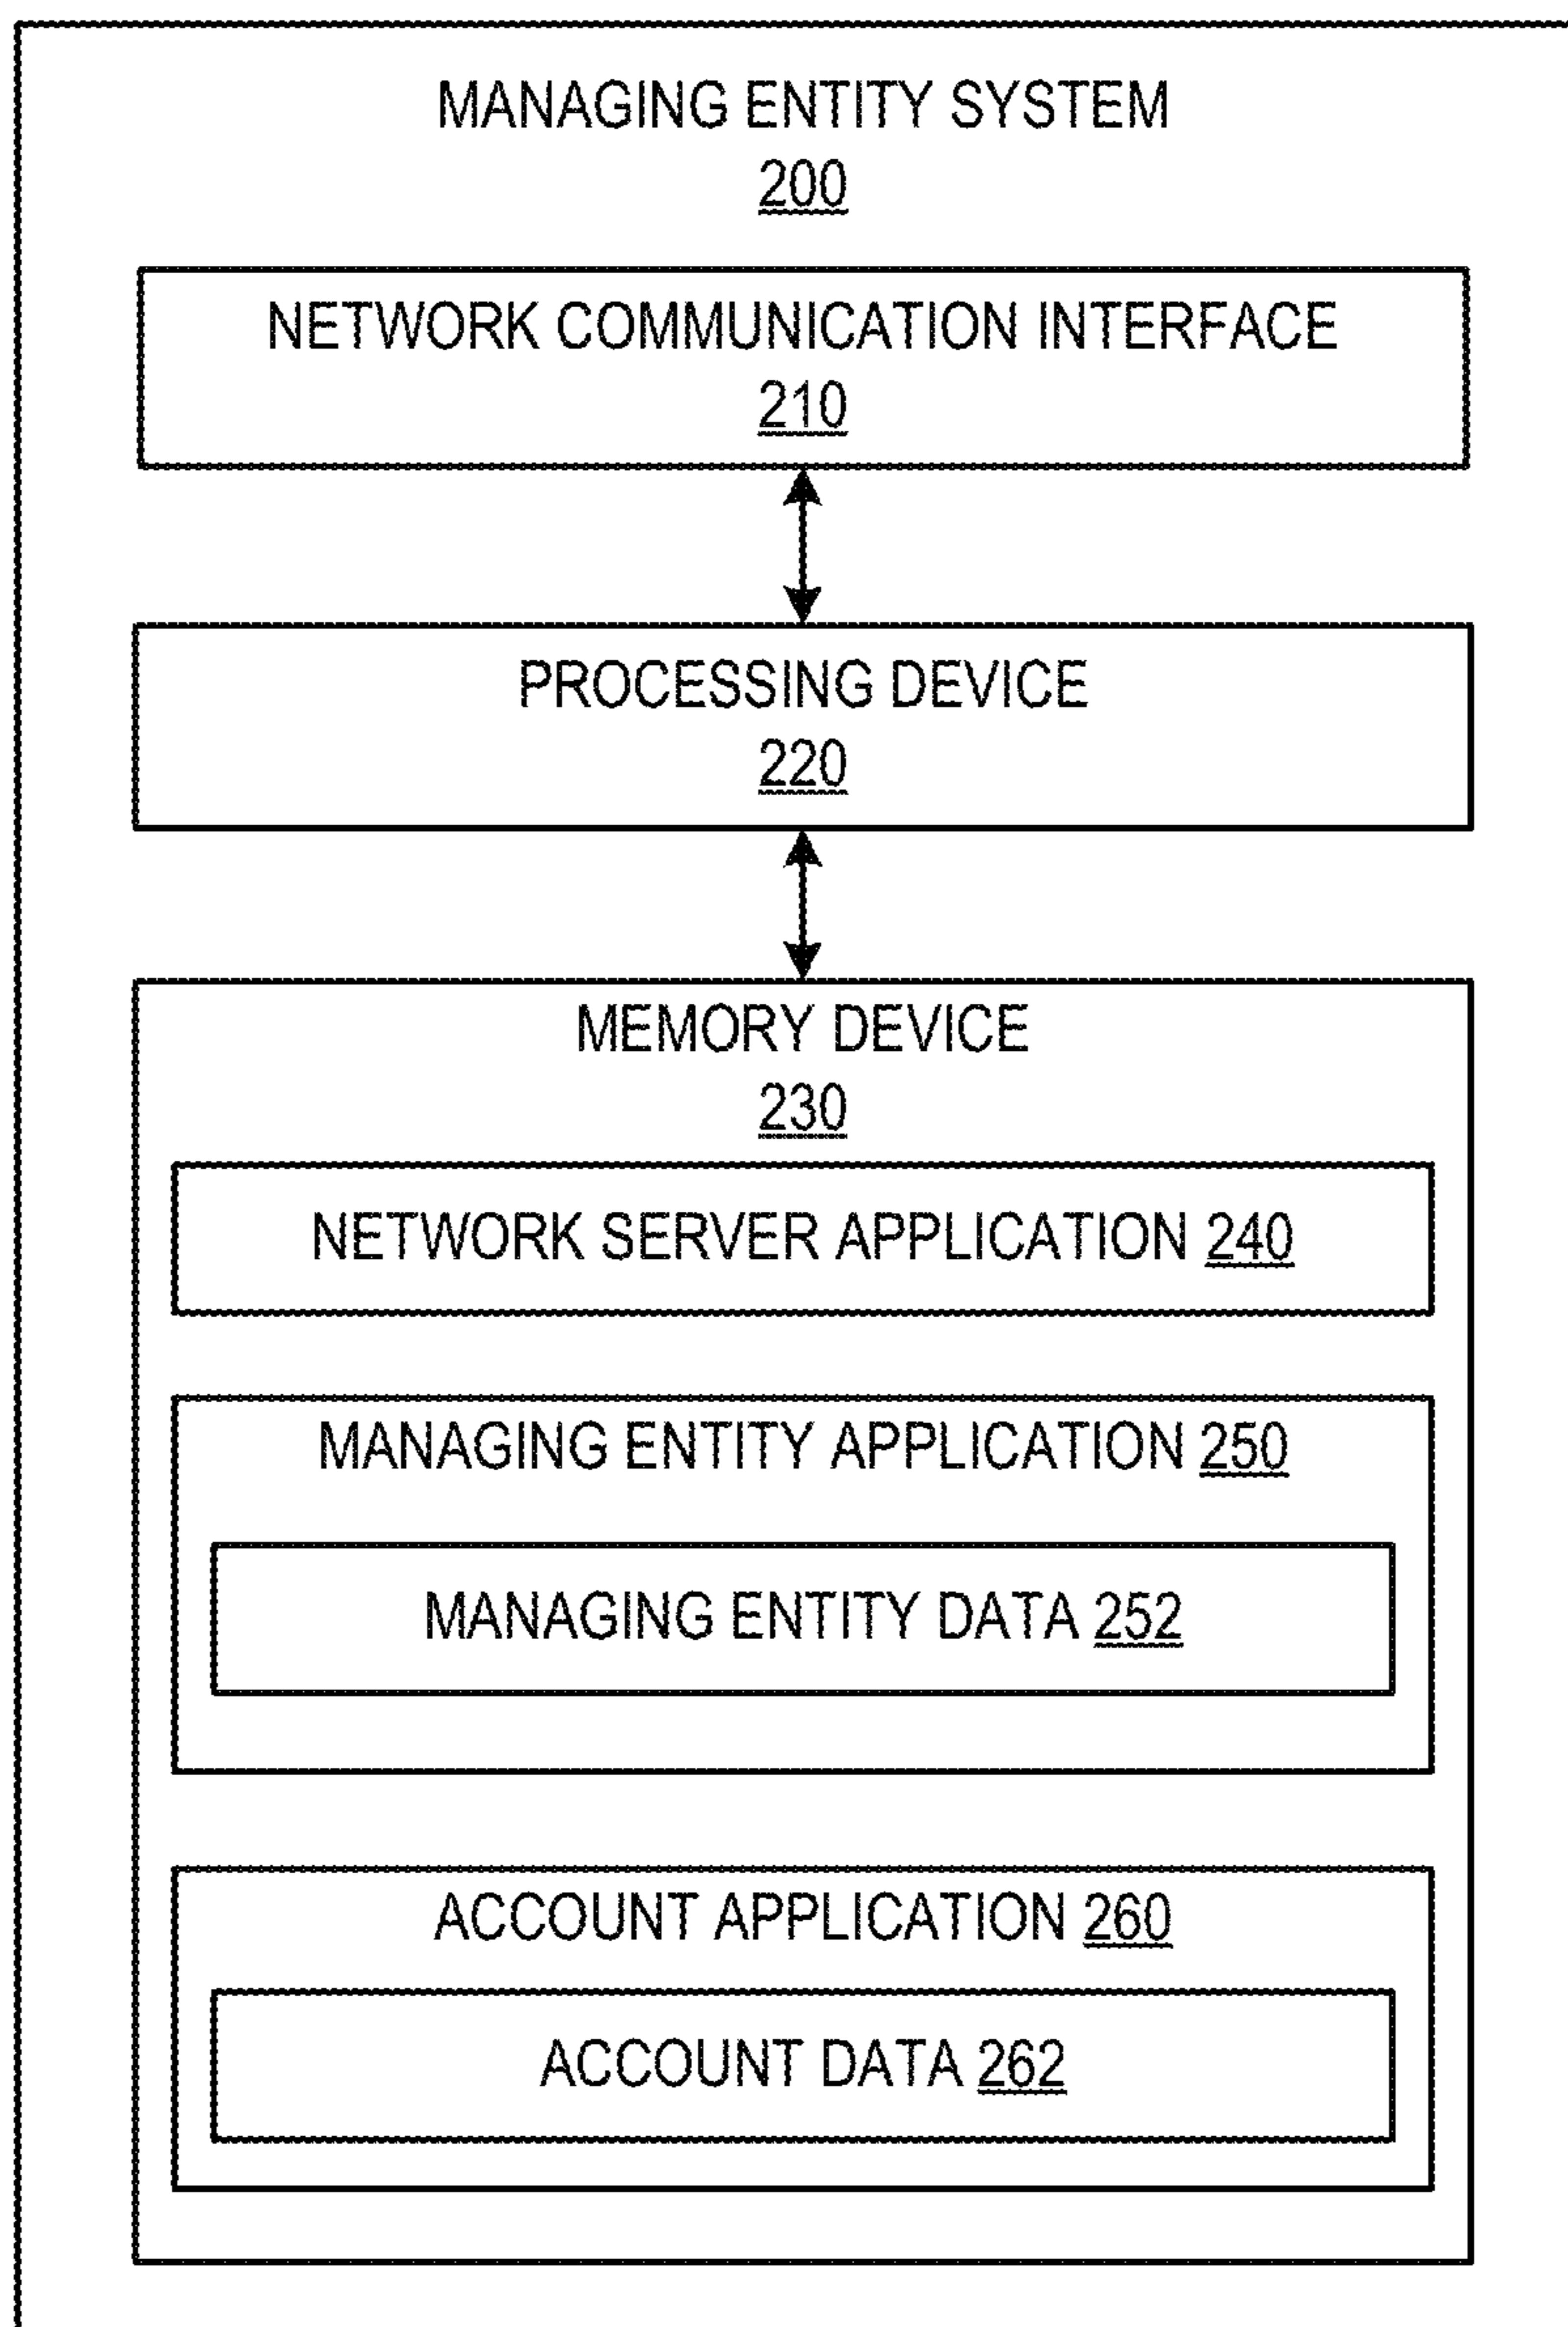 MANAGING ENTITY SYSTEM
200
NETWORK COMMUNICATION INTERFACE
210
PROCESSING DEVICE
220
MEMORY DEVICE
230
NETWORK SERVER APPLICATION 240
MANAGING ENTITY APPLICATION 250
MANAGING ENTITY DATA 252
ACCOUNT APPLICATION 260
ACCOUNT DATA 262